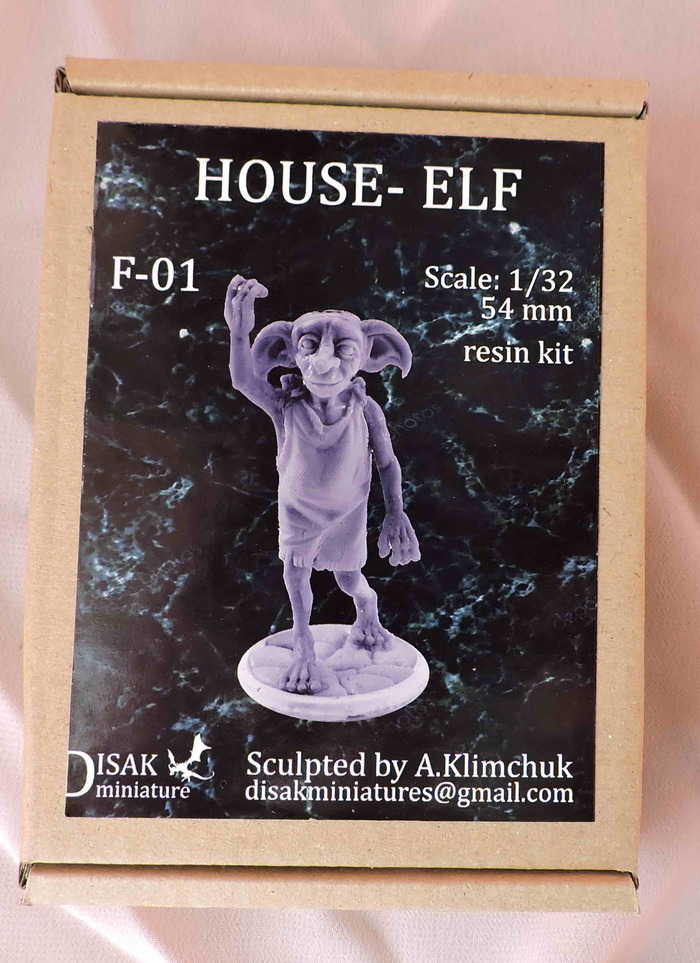 HOUSE- ELF
F-01
Scale: 1/32
54 mm
resin kit
DISAK
miniature
Sculpted by A.Klimchuk
disakminiatures@gmail.com